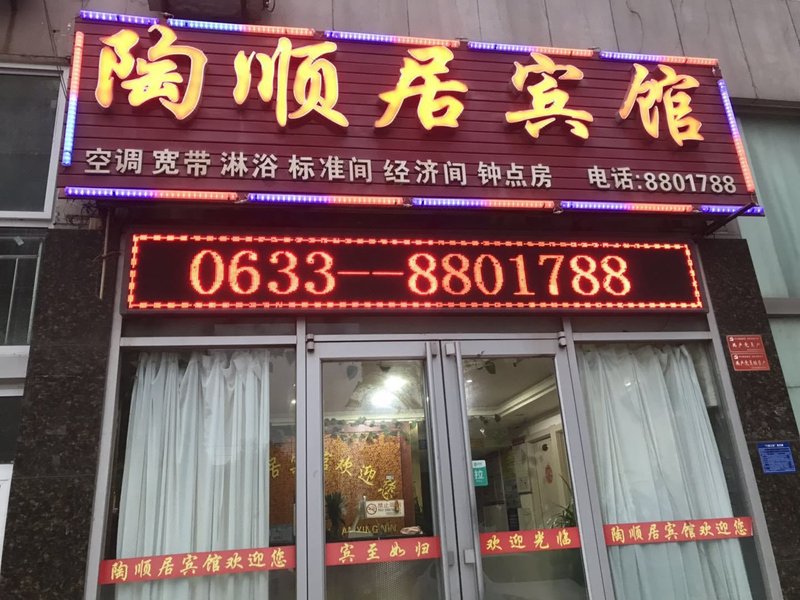 陶顺居宾馆
空调 宽带 淋浴 标准间 经济间 钟点房 电话:8801788
0633--8801788
拉
陶顺居宾馆欢迎您
宾至如归
欢迎光临
陶顺居宾馆欢迎您